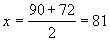 x = (90 + 72) / 2 = 81